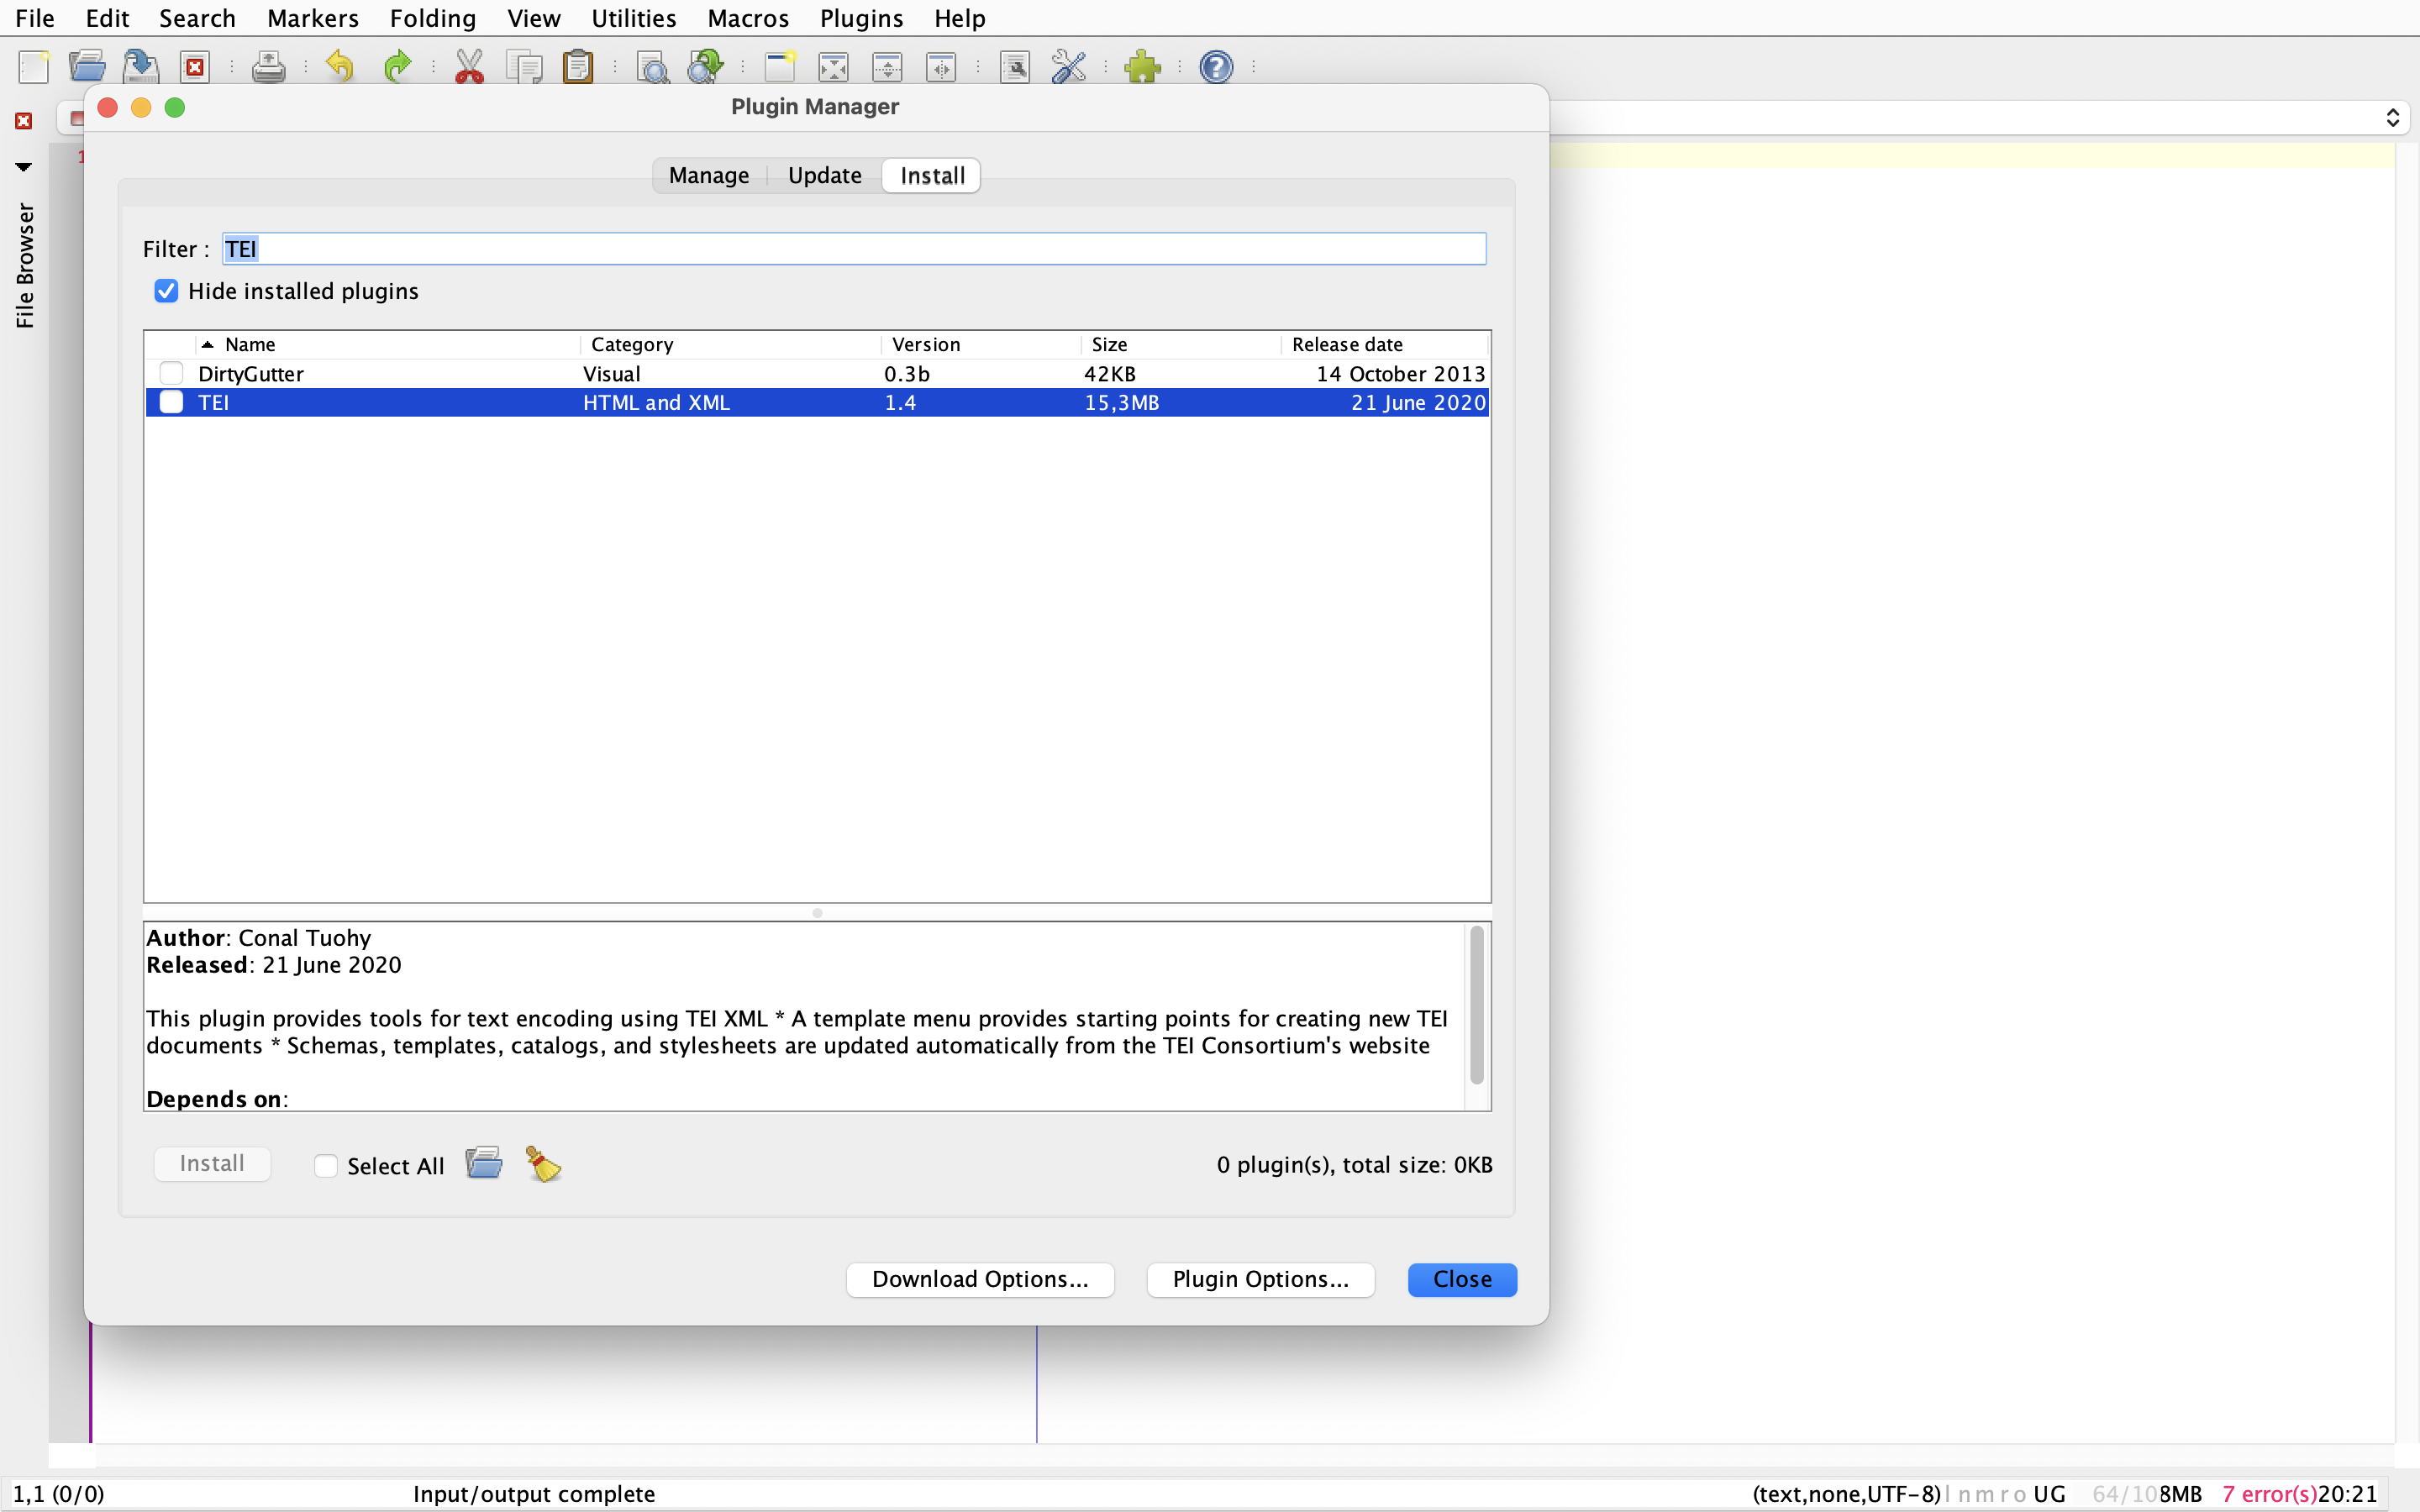 File Edit Search Markers Folding View Utilities Macros Plugins Help
Plugin Manager
Manage Update Install
1
File Browser
Filter : TEI
Hide installed plugins
Name Category Version Size Release date
DirtyGutter Visual 0.3b 42KB 14 October 2013
TEI HTML and XML 1.4 15,3MB 21 June 2020
Author: Conal Tuohy
Released: 21 June 2020
This plugin provides tools for text encoding using TEI XML * A template menu provides starting points for creating new TEI
documents * Schemas, templates, catalogs, and stylesheets are updated automatically from the TEI Consortium's website
Depends on:
Install Select All 0 plugin(s), total size: 0KB
Download Options... Plugin Options... Close
1,1 (0/0) Input/output complete (text,none,UTF-8) l n m r o UG 64/108MB 7 error(s)20:21